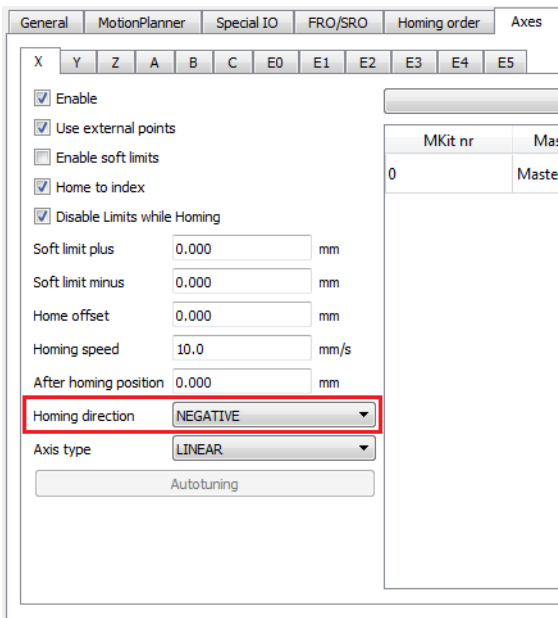 General MotionPlanner Special IO FRO/SRO Homing order Axes
X Y Z A B C E0 E1 E2 E3 E4 E5
Enable
Use external points
Enable soft limits
Home to index
Disable Limits while Homing
MKit nr Mas
0 Maste
Soft limit plus 0.000 mm
Soft limit minus 0.000 mm
Home offset 0.000 mm
Homing speed 10.0 mm/s
After homing position 0.000 mm
Homing direction NEGATIVE
Axis type LINEAR
Autotuning